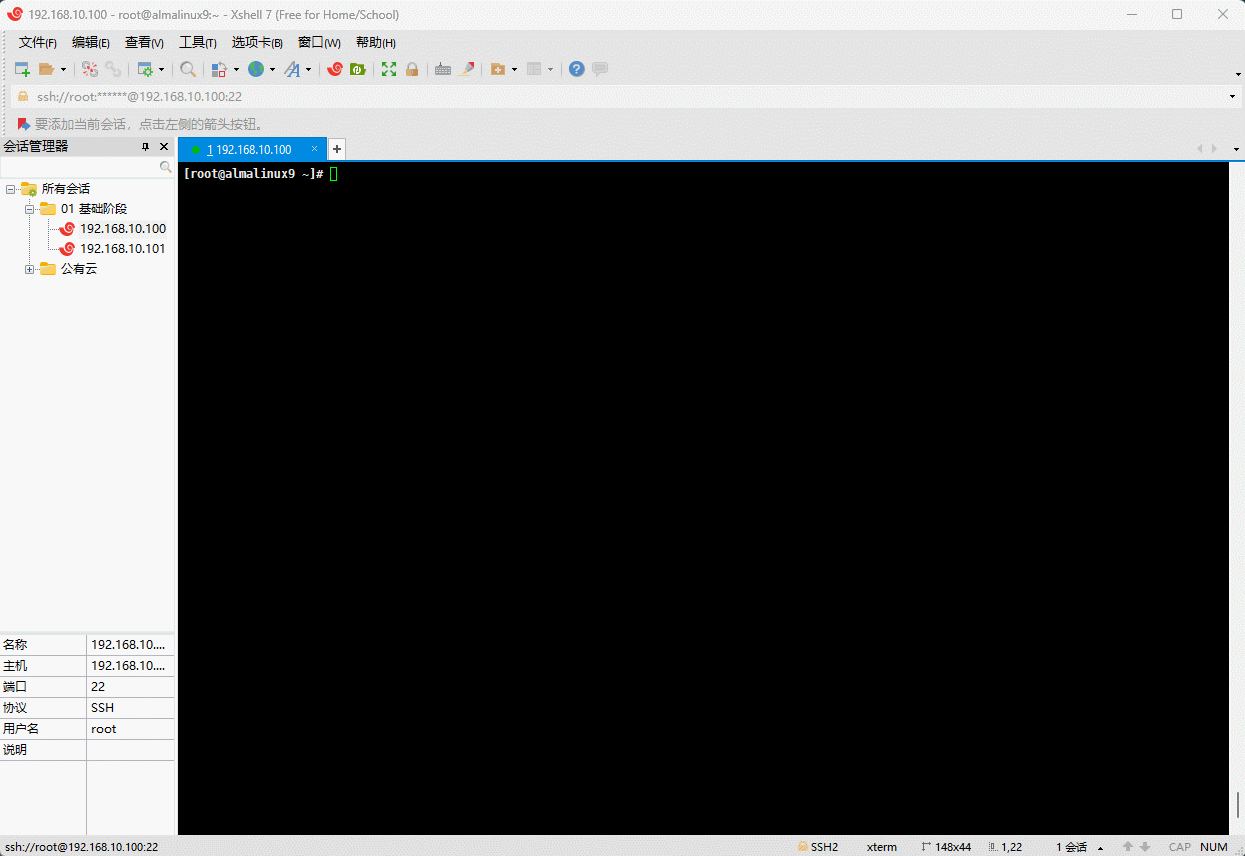 192.168.10.100 - root@almalinux9:~ - Xshell 7 (Free for Home/School)
文件(F) 编辑(E) 查看(V) 工具(T) 选项卡(B) 窗口(W) 帮助(H)
ssh://root:******@192.168.10.100:22
要添加当前会话，点击左侧的箭头按钮。
会话管理器
1 192.168.10.100
[root@almalinux9 ~]#
所有会话
01 基础阶段
192.168.10.100
192.168.10.101
公有云
名称 192.168.10....
主机 192.168.10....
端口 22
协议 SSH
用户名 root
说明
ssh://root@192.168.10.100:22 SSH2 xterm 148x44 1,22 1 会话 CAP NUM